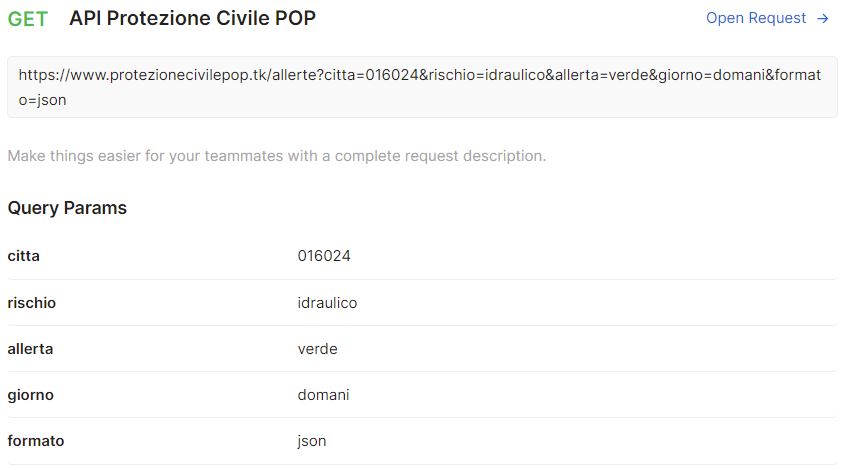 GET API Protezione Civile POP Open Request →
https://www.protezionecivilepop.tk/allerte?citta=016024&rischio=idraulico&allerta=verde&giorno=domani&format
o=json
Make things easier for your teammates with a complete request description.
Query Params
citta 016024
rischio idraulico
allerta verde
giorno domani
formato json